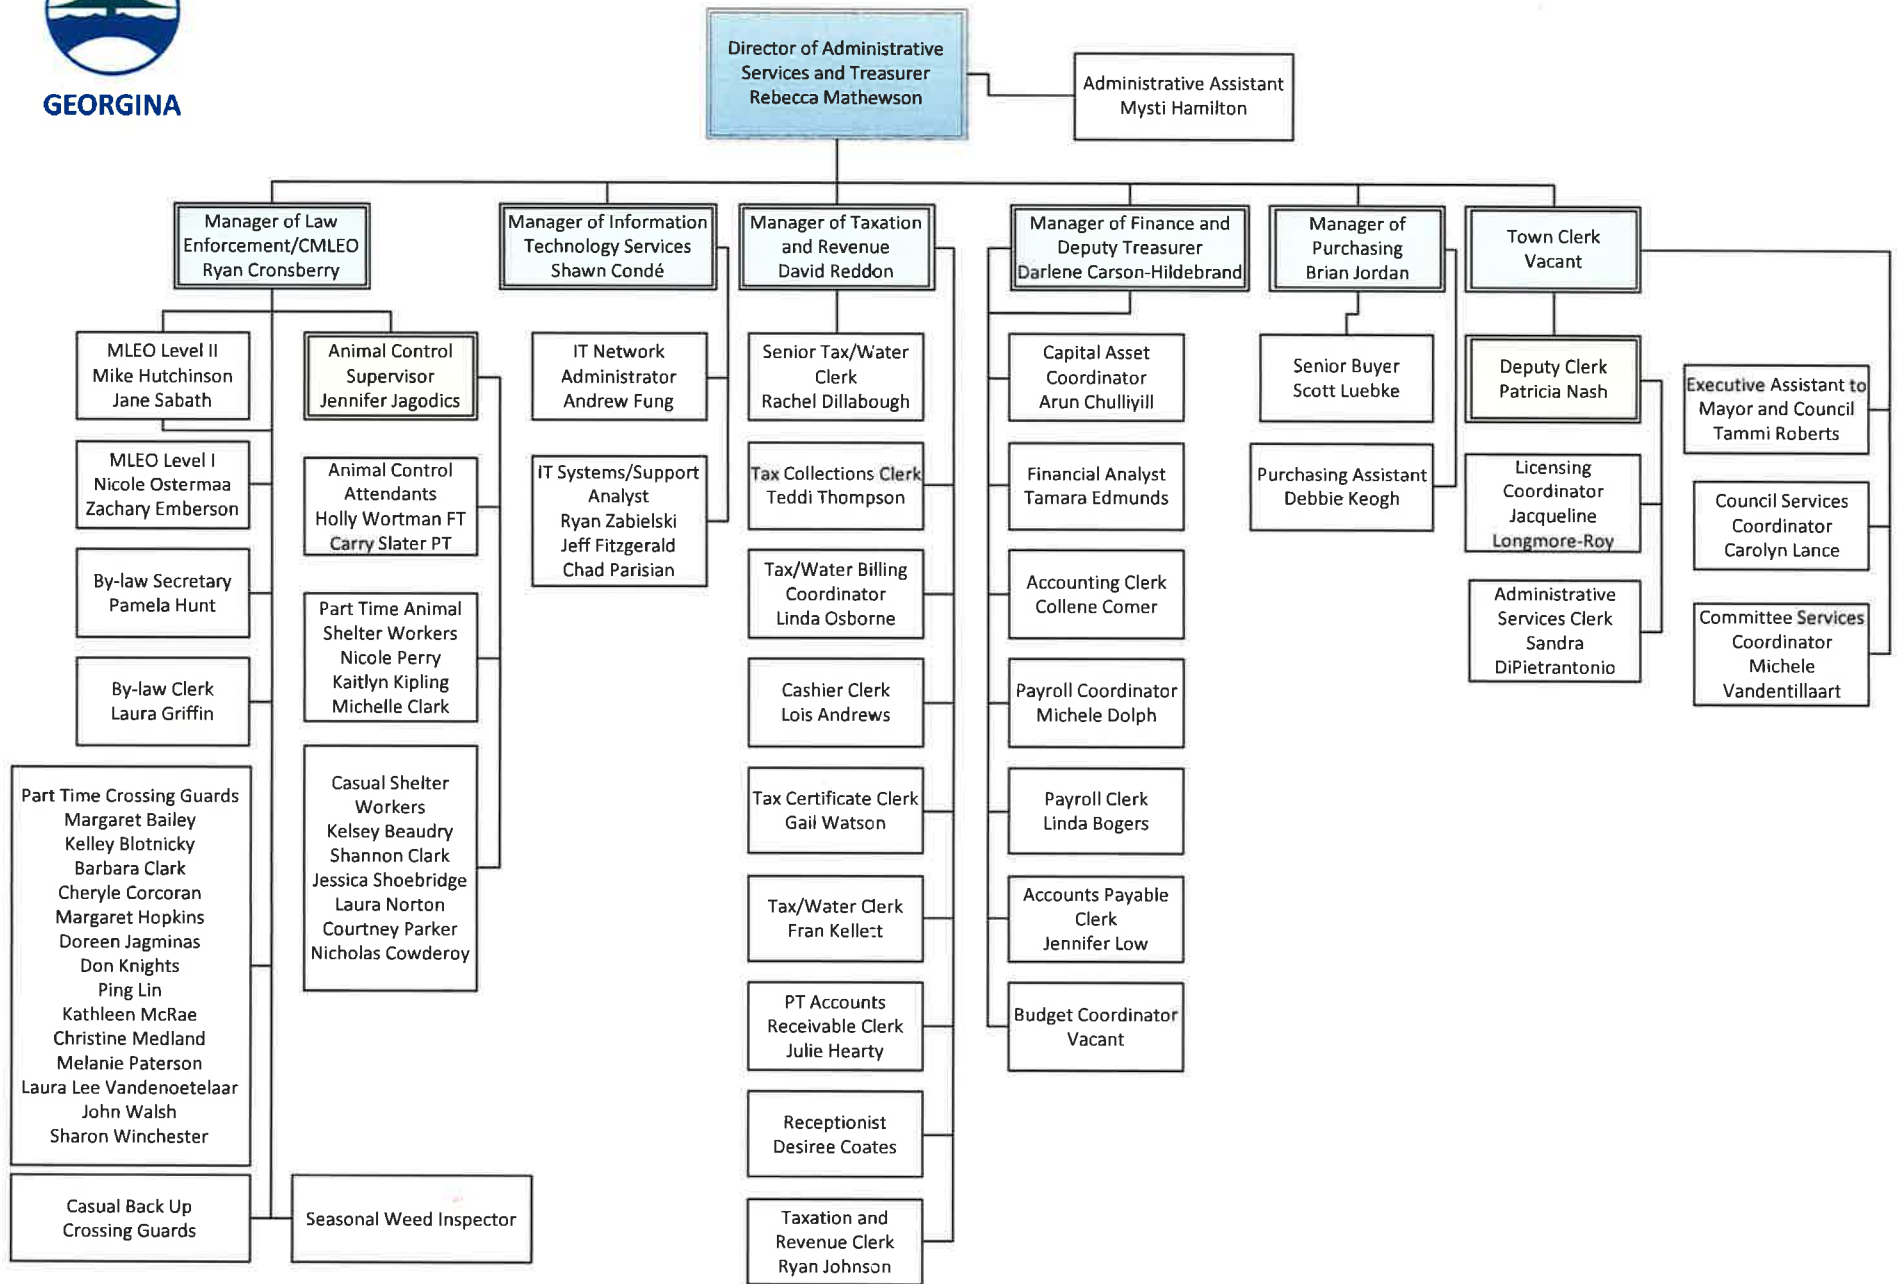 GEORGINA
Director of Administrative
Services and Treasurer
Rebecca Mathewson
Administrative Assistant
Mysti Hamilton
Manager of Law
Enforcement/CMLEO
Ryan Cronsberry
Manager of Information
Technology Services
Shawn Condé
Manager of Taxation
and Revenue
David Reddon
Manager of Finance and
Deputy Treasurer
Darlene Carson-Hildebrand
Manager of
Purchasing
Brian Jordan
Town Clerk
Vacant
MLEO Level II
Mike Hutchinson
Jane Sabath
MLEO Level I
Nicole Ostermaa
Zachary Emberson
By-law Secretary
Pamela Hunt
By-law Clerk
Laura Griffin
Part Time Crossing Guards
Margaret Bailey
Kelley Blotnicky
Barbara Clark
Cheryle Corcoran
Margaret Hopkins
Doreen Jagminas
Don Knights
Ping Lin
Kathleen McRae
Christine Medland
Melanie Paterson
Laura Lee Vandenoetelaar
John Walsh
Sharon Winchester
Casual Back Up
Crossing Guards
Seasonal Weed Inspector
Animal Control
Supervisor
Jennifer Jagodics
Animal Control
Attendants
Holly Wortman FT
Carry Slater PT
Part Time Animal
Shelter Workers
Nicole Perry
Kaitlyn Kipling
Michelle Clark
Casual Shelter
Workers
Kelsey Beaudry
Shannon Clark
Jessica Shoebridge
Laura Norton
Courtney Parker
Nicholas Cowderoy
IT Network
Administrator
Andrew Fung
IT Systems/Support
Analyst
Ryan Zabielski
Jeff Fitzgerald
Chad Parisian
Senior Tax/Water
Clerk
Rachel Dillabough
Tax Collections Clerk
Teddi Thompson
Tax/Water Billing
Coordinator
Linda Osborne
Cashier Clerk
Lois Andrews
Tax Certificate Clerk
Gail Watson
Tax/Water Clerk
Fran Kellett
PT Accounts
Receivable Clerk
Julie Hearty
Receptionist
Desiree Coates
Taxation and
Revenue Clerk
Ryan Johnson
Capital Asset
Coordinator
Arun Chulliyill
Financial Analyst
Tamara Edmunds
Accounting Clerk
Collene Comer
Payroll Coordinator
Michele Dolph
Payroll Clerk
Linda Bogers
Accounts Payable
Clerk
Jennifer Low
Budget Coordinator
Vacant
Senior Buyer
Scott Luebke
Purchasing Assistant
Debbie Keogh
Deputy Clerk
Patricia Nash
Licensing
Coordinator
Jacqueline
Longmore-Roy
Administrative
Services Clerk
Sandra
DiPietrantonio
Executive Assistant to
Mayor and Council
Tammi Roberts
Council Services
Coordinator
Carolyn Lance
Committee Services
Coordinator
Michele
Vandentillaart